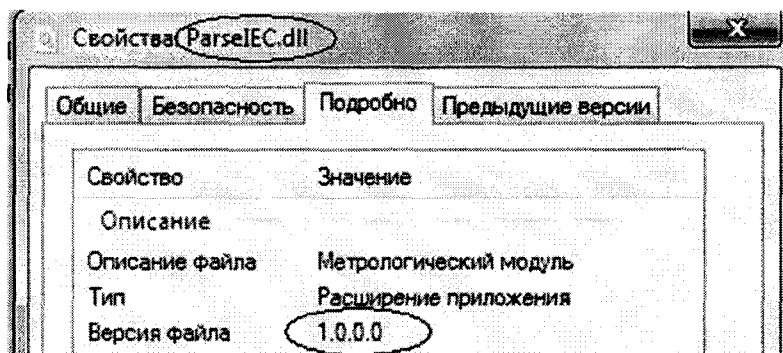 Свойства: ParseIEC.dll
Общие Безопасность Подробно Предыдущие версии
Свойство Значение
Описание
Описание файла Метрологический модуль
Тип Расширение приложения
Версия файла 1.0.0.0